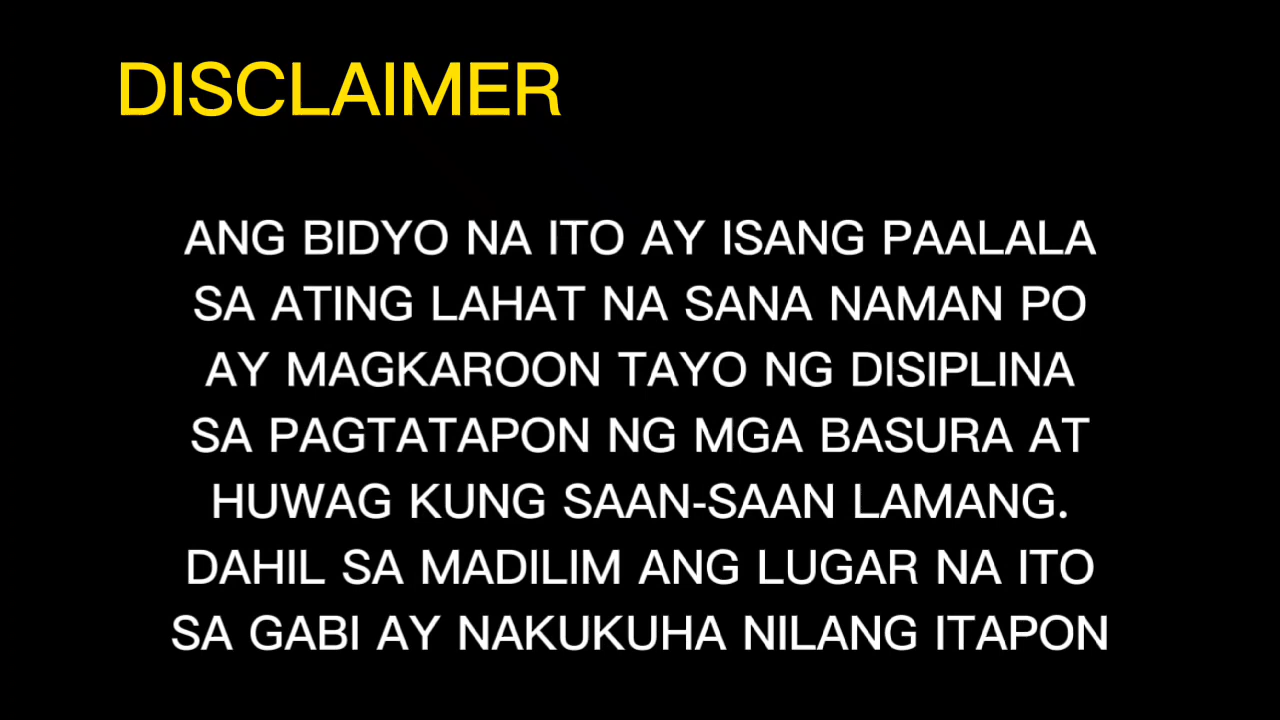 DISCLAIMER
ANG BIDYO NA ITO AY ISANG PAALALA
SA ATING LAHAT NA SANA NAMAN PO
AY MAGKAROON TAYO NG DISIPLINA
SA PAGTATAPON NG MGA BASURA AT
HUWAG KUNG SAAN-SAAN LAMANG.
DAHIL SA MADILIM ANG LUGAR NA ITO
SA GABI AY NAKUKUHA NILANG ITAPON